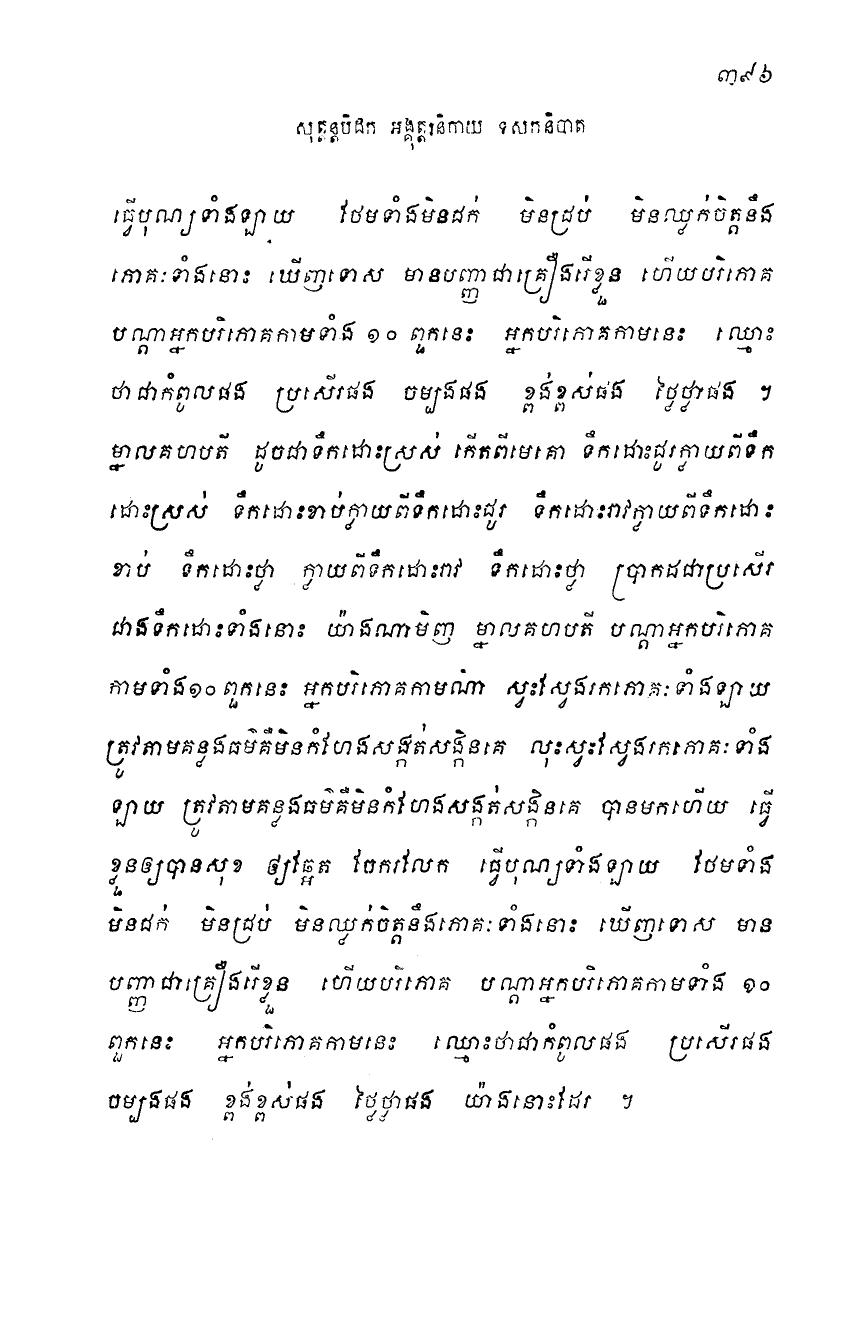 ៣៩៦
សុត្តន្តបិដក អង្គុត្តរនិកាយ ទសកនិបាត
ធ្វើបុណ្យទាំងឡាយ ថែមទាំងមិនជក់ មិនជ្រប់ មិនឈ្លក់ចិត្តនឹង
ភោគៈទាំងនោះ ឃើញទោស មានបញ្ញាជាគ្រឿងរើខ្លួន ហើយបរិភោគ
បណ្តាអ្នកបរិភោគកាមទាំង ១០ ពួកនេះ អ្នកបរិភោគកាមនេះ ឈ្មោះ
ថាជាកំពូលផង ប្រសើរផង ចម្បងផង ខ្ពង់ខ្ពស់ផង ថ្លៃថ្លាផង ។
ម្នាលគហបតី ដូចជាទឹកដោះស្រស់ កើតពីមេគោ ទឹកដោះជូរក្លាយពីទឹក
ដោះស្រស់ ទឹកដោះខាប់ក្លាយពីទឹកដោះជូរ ទឹកដោះរាវក្លាយពីទឹកដោះ
ខាប់ ទឹកដោះថ្លា ក្លាយពីទឹកដោះរាវ ទឹកដោះថ្លា ប្រាកដជាប្រសើរ
ជាងទឹកដោះទាំងនោះ យ៉ាងណាមិញ ម្នាលគហបតី បណ្តាអ្នកបរិភោគ
កាមទាំង១០ពួកនេះ អ្នកបរិភោគកាមណា ស្វះស្វែងរកភោគៈទាំងឡាយ
ត្រូវតាមគន្លងធម៌គឺមិនកំហែងសង្កត់សង្កិនគេ លុះស្វះស្វែងរកភោគៈទាំង
ឡាយ ត្រូវតាមគន្លងធម៌គឺមិនកំហែងសង្កត់សង្កិនគេ បានមកហើយ ធ្វើ
ខ្លួនឲ្យបានសុខ ឲ្យឆ្អែត ចែករលែក ធ្វើបុណ្យទាំងឡាយ ថែមទាំង
មិនជក់ មិនជ្រប់ មិនឈ្លក់ចិត្តនឹងភោគៈទាំងនោះ ឃើញទោស មាន
បញ្ញាជាគ្រឿងរើខ្លួន ហើយបរិភោគ បណ្តាអ្នកបរិភោគកាមទាំង ១០
ពួកនេះ អ្នកបរិភោគកាមនេះ ឈ្មោះថាជាកំពូលផង ប្រសើរផង
ចម្បងផង ខ្ពង់ខ្ពស់ផង ថ្លៃថ្លាផង យ៉ាងនោះដែរ ។